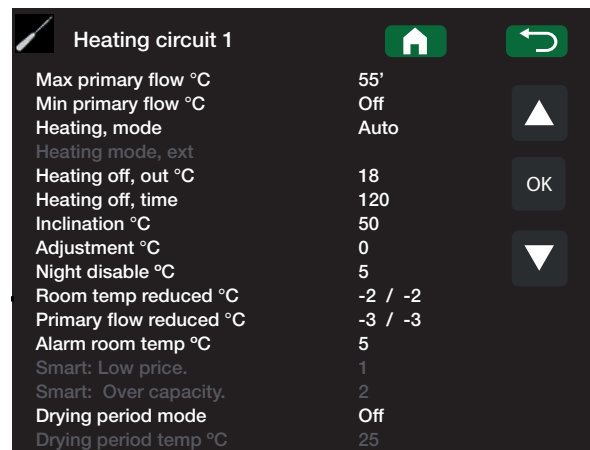 Heating circuit 1
Max primary flow °C 55’
Min primary flow °C Off
Heating, mode Auto
Heating mode, ext
Heating off, out °C 18
OK
Heating off, time 120
Inclination °C 50
Adjustment °C 0
Night disable ºC 5
Room temp reduced °C -2 / -2
Primary flow reduced °C -3 / -3
Alarm room temp ºC 5
Smart: Low price. 1
Smart: Over capacity. 2
Drying period mode Off
Drying period temp ºC 25